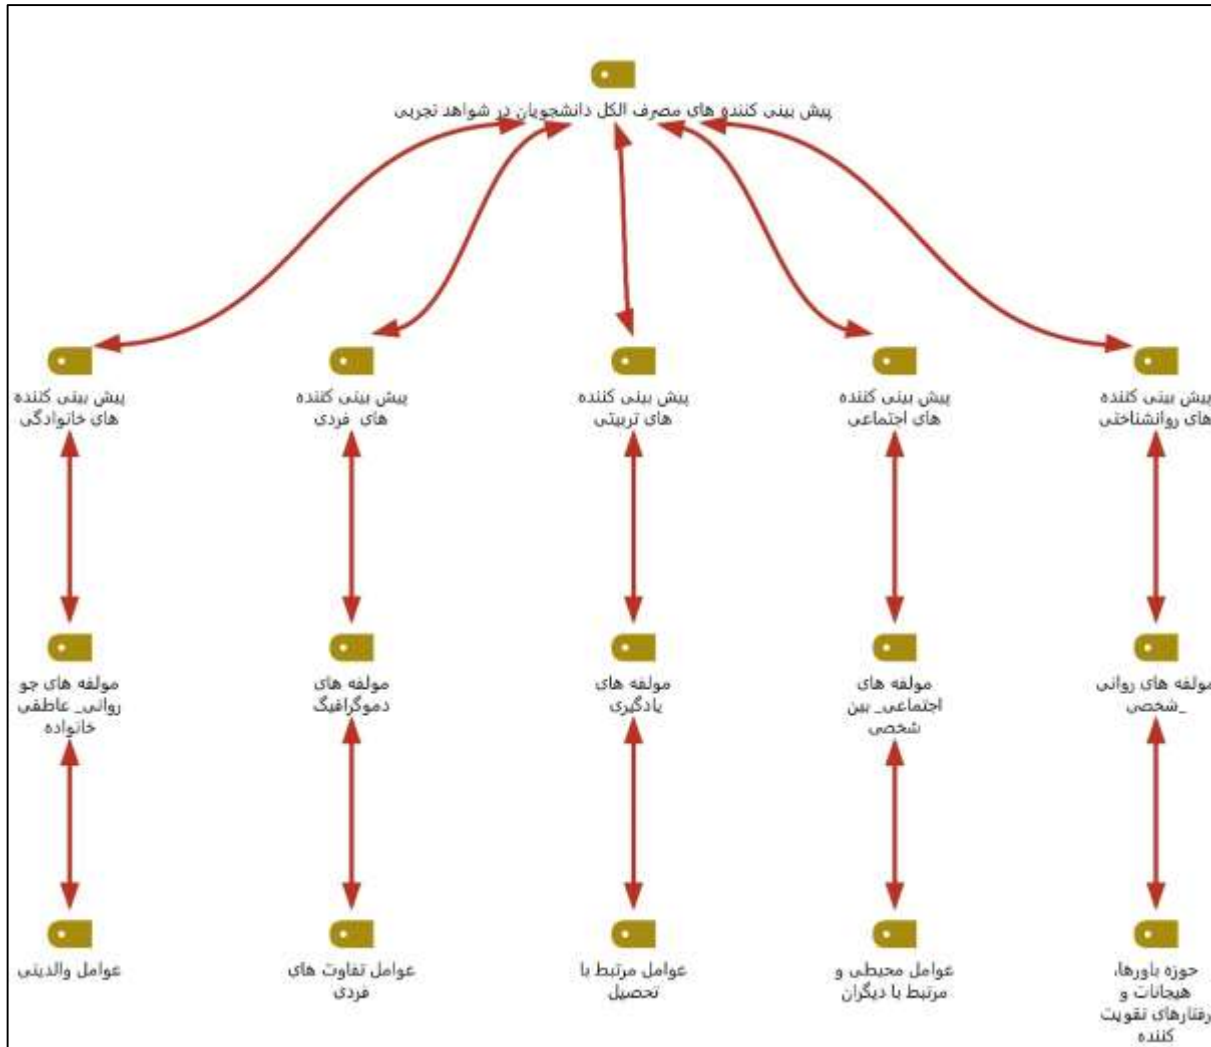 پیش بینی کننده های مصرف الکل دانشجویان در شواهد تجربی
پیش بینی کننده
های روانشناختی
پیش بینی کننده
های اجتماعی
پیش بینی کننده
های تربیتی
پیش بینی کننده
های فردی
پیش بینی کننده
های خانوادگی
مولفه های روانی
_شخصی
مولفه های
اجتماعی_ بین
شخصی
مولفه های
یادگیری
مولفه های
دموگرافیک
مولفه های جو
روانی_ عاطفی
خانواده
حوزه باورها،
هیجانات و
رفتارهای تقویت
کننده
عوامل محیطی و
مرتبط با دیگران
عوامل مرتبط با
تحصیل
عوامل تفاوت های
فردی
عوامل والدینی